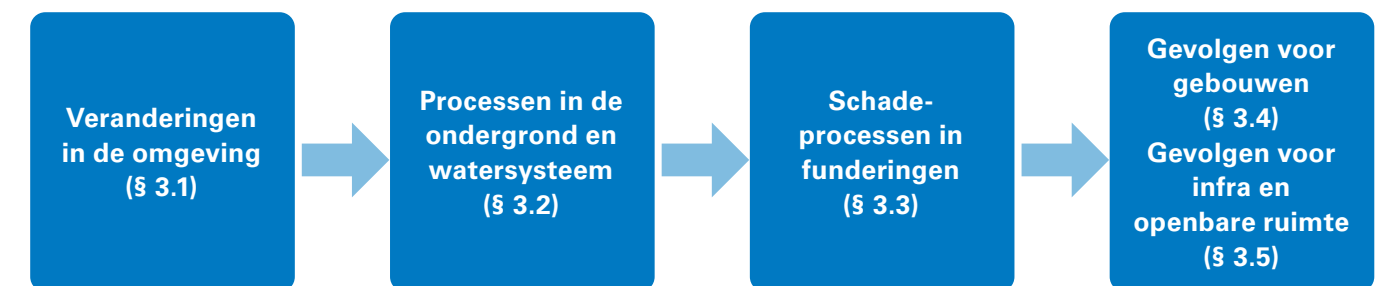 Veranderingen
in de omgeving
(§ 3.1)
Processen in de
ondergrond en
watersysteem
(§ 3.2)
Schade-
processen in
funderingen
(§ 3.3)
Gevolgen voor
gebouwen
(§ 3.4)
Gevolgen voor
infra en
openbare ruimte
(§ 3.5)